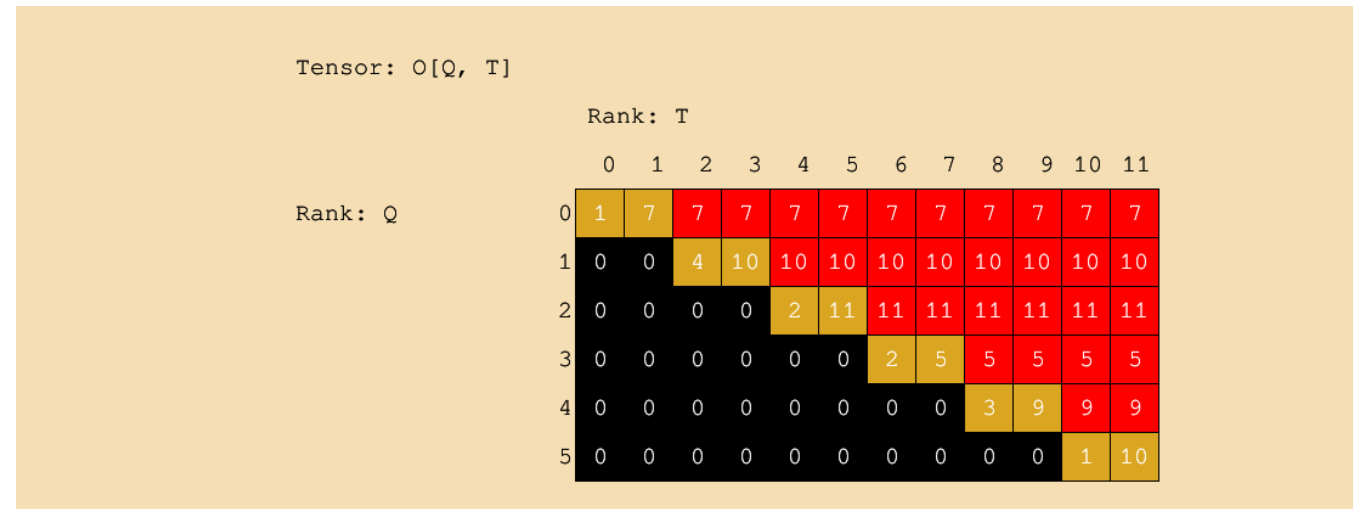 Tensor: O[Q, T]
Rank: T
0 1 2 3 4 5 6 7 8 9 10 11
Rank: Q 0 1 7 7 7 7 7 7 7 7 7 7 7
1 0 0 4 10 10 10 10 10 10 10 10 10
2 0 0 0 0 2 11 11 11 11 11 11 11
3 0 0 0 0 0 0 2 5 5 5 5 5
4 0 0 0 0 0 0 0 0 3 9 9 9
5 0 0 0 0 0 0 0 0 0 0 1 10